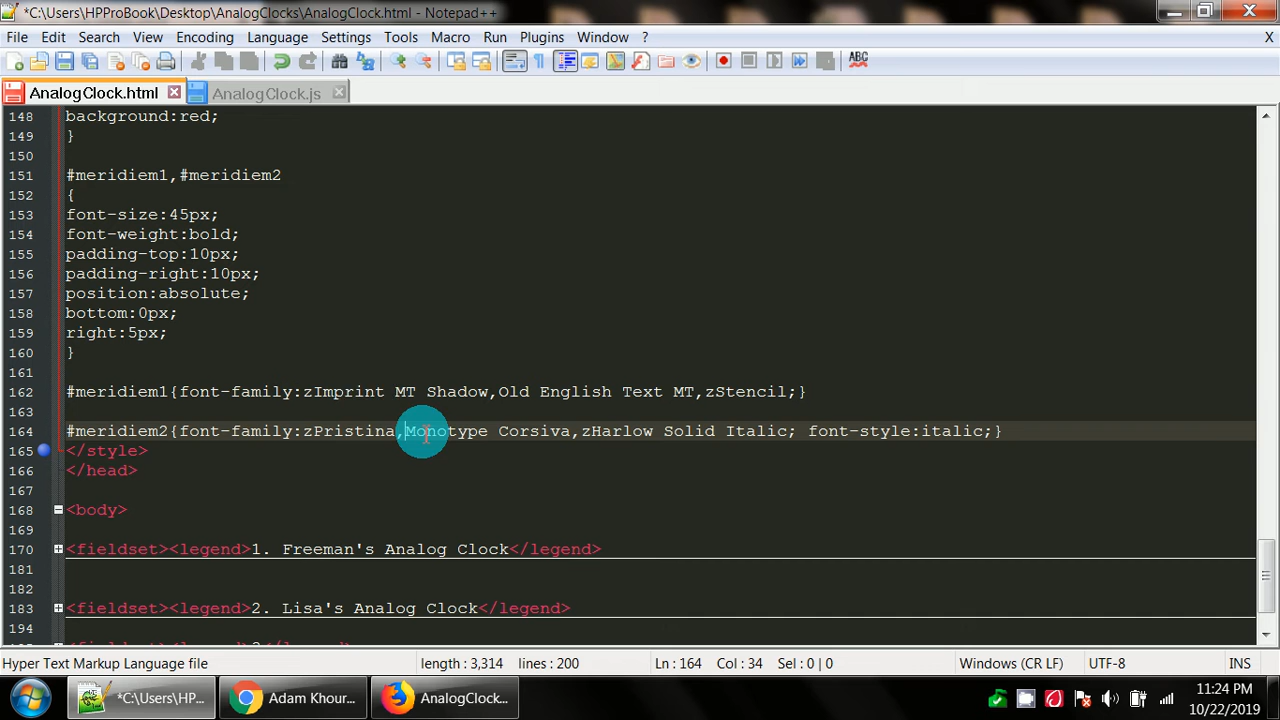 *C:\Users\HPProBook\Desktop\AnalogClocks\AnalogClock.html - Notepad++
File Edit Search View Encoding Language Settings Tools Macro Run Plugins Window ? X
ABC
AnalogClock.html AnalogClock.js
148 background:red;
149 }
150
151 #meridiem1,#meridiem2
152 {
153 font-size:45px;
154 font-weight:bold;
155 padding-top:10px;
156 padding-right:10px;
157 position:absolute;
158 bottom:0px;
159 right:5px;
160 }
161
162 #meridiem1{font-family:zImprint MT Shadow,Old English Text MT,zStencil;}
163
164 #meridiem2{font-family:zPristina,Monotype Corsiva,zHarlow Solid Italic; font-style:italic;}
165 </style>
166 </head>
167
168 <body>
169
170 <fieldset><legend>1. Freeman's Analog Clock</legend>
181
182
183 <fieldset><legend>2. Lisa's Analog Clock</legend>
194
Hyper Text Markup Language file length : 3,314 lines : 200 Ln : 164 Col : 34 Sel : 0 | 0 Windows (CR LF) UTF-8 INS
*C:\Users\HPP... Adam Khour... AnalogClock... 11:24 PM
10/22/2019